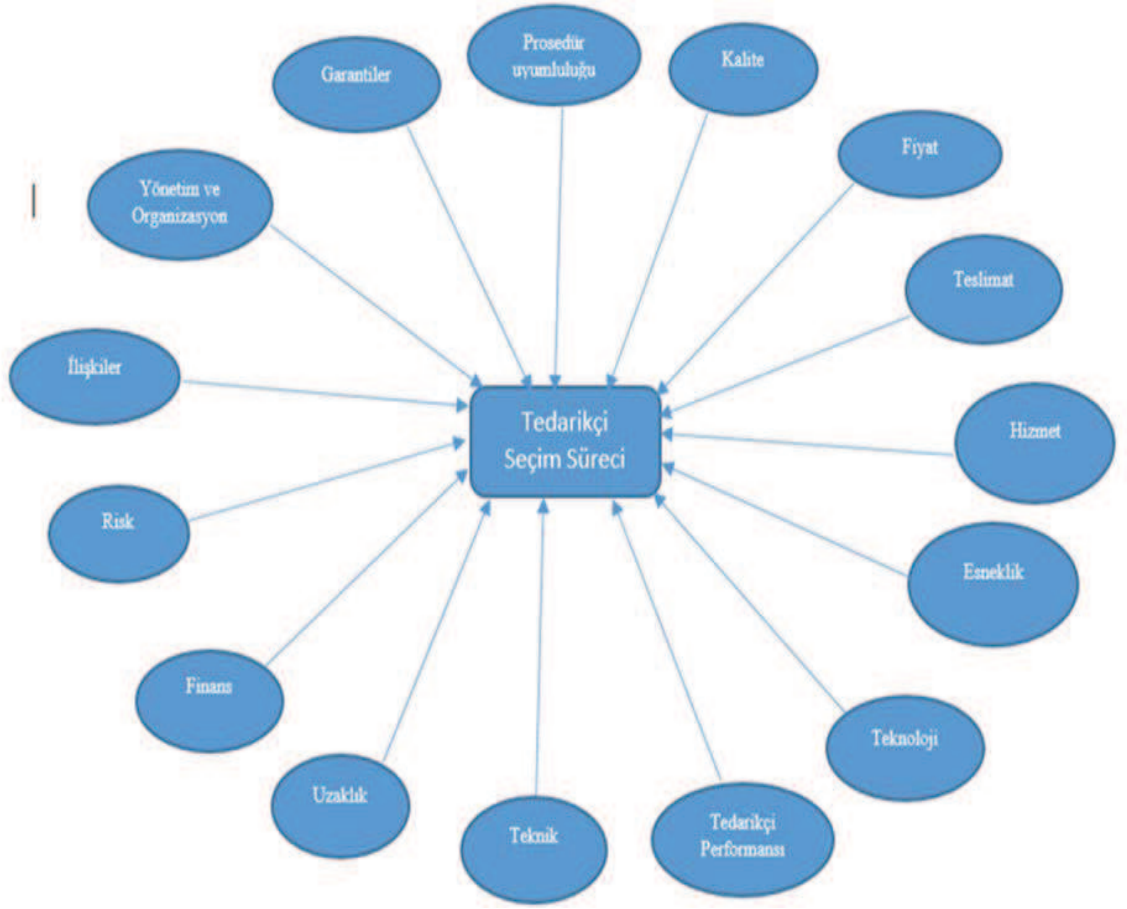 Prosedür
uyumluluğu
Kalite
Garantiler
Fiyat
Yönetim ve
Organizasyon
Teslimat
İlişkiler
Tedarikçi
Seçim Süreci
Hizmet
Risk
Esneklik
Finans
Teknoloji
Uzaklık
Teknik
Tedarikçi
Performansı